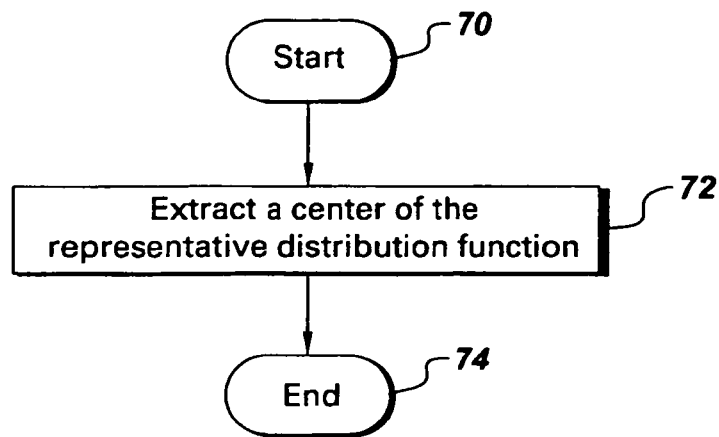 70
Start
72
Extract a center of the
representative distribution function
74
End